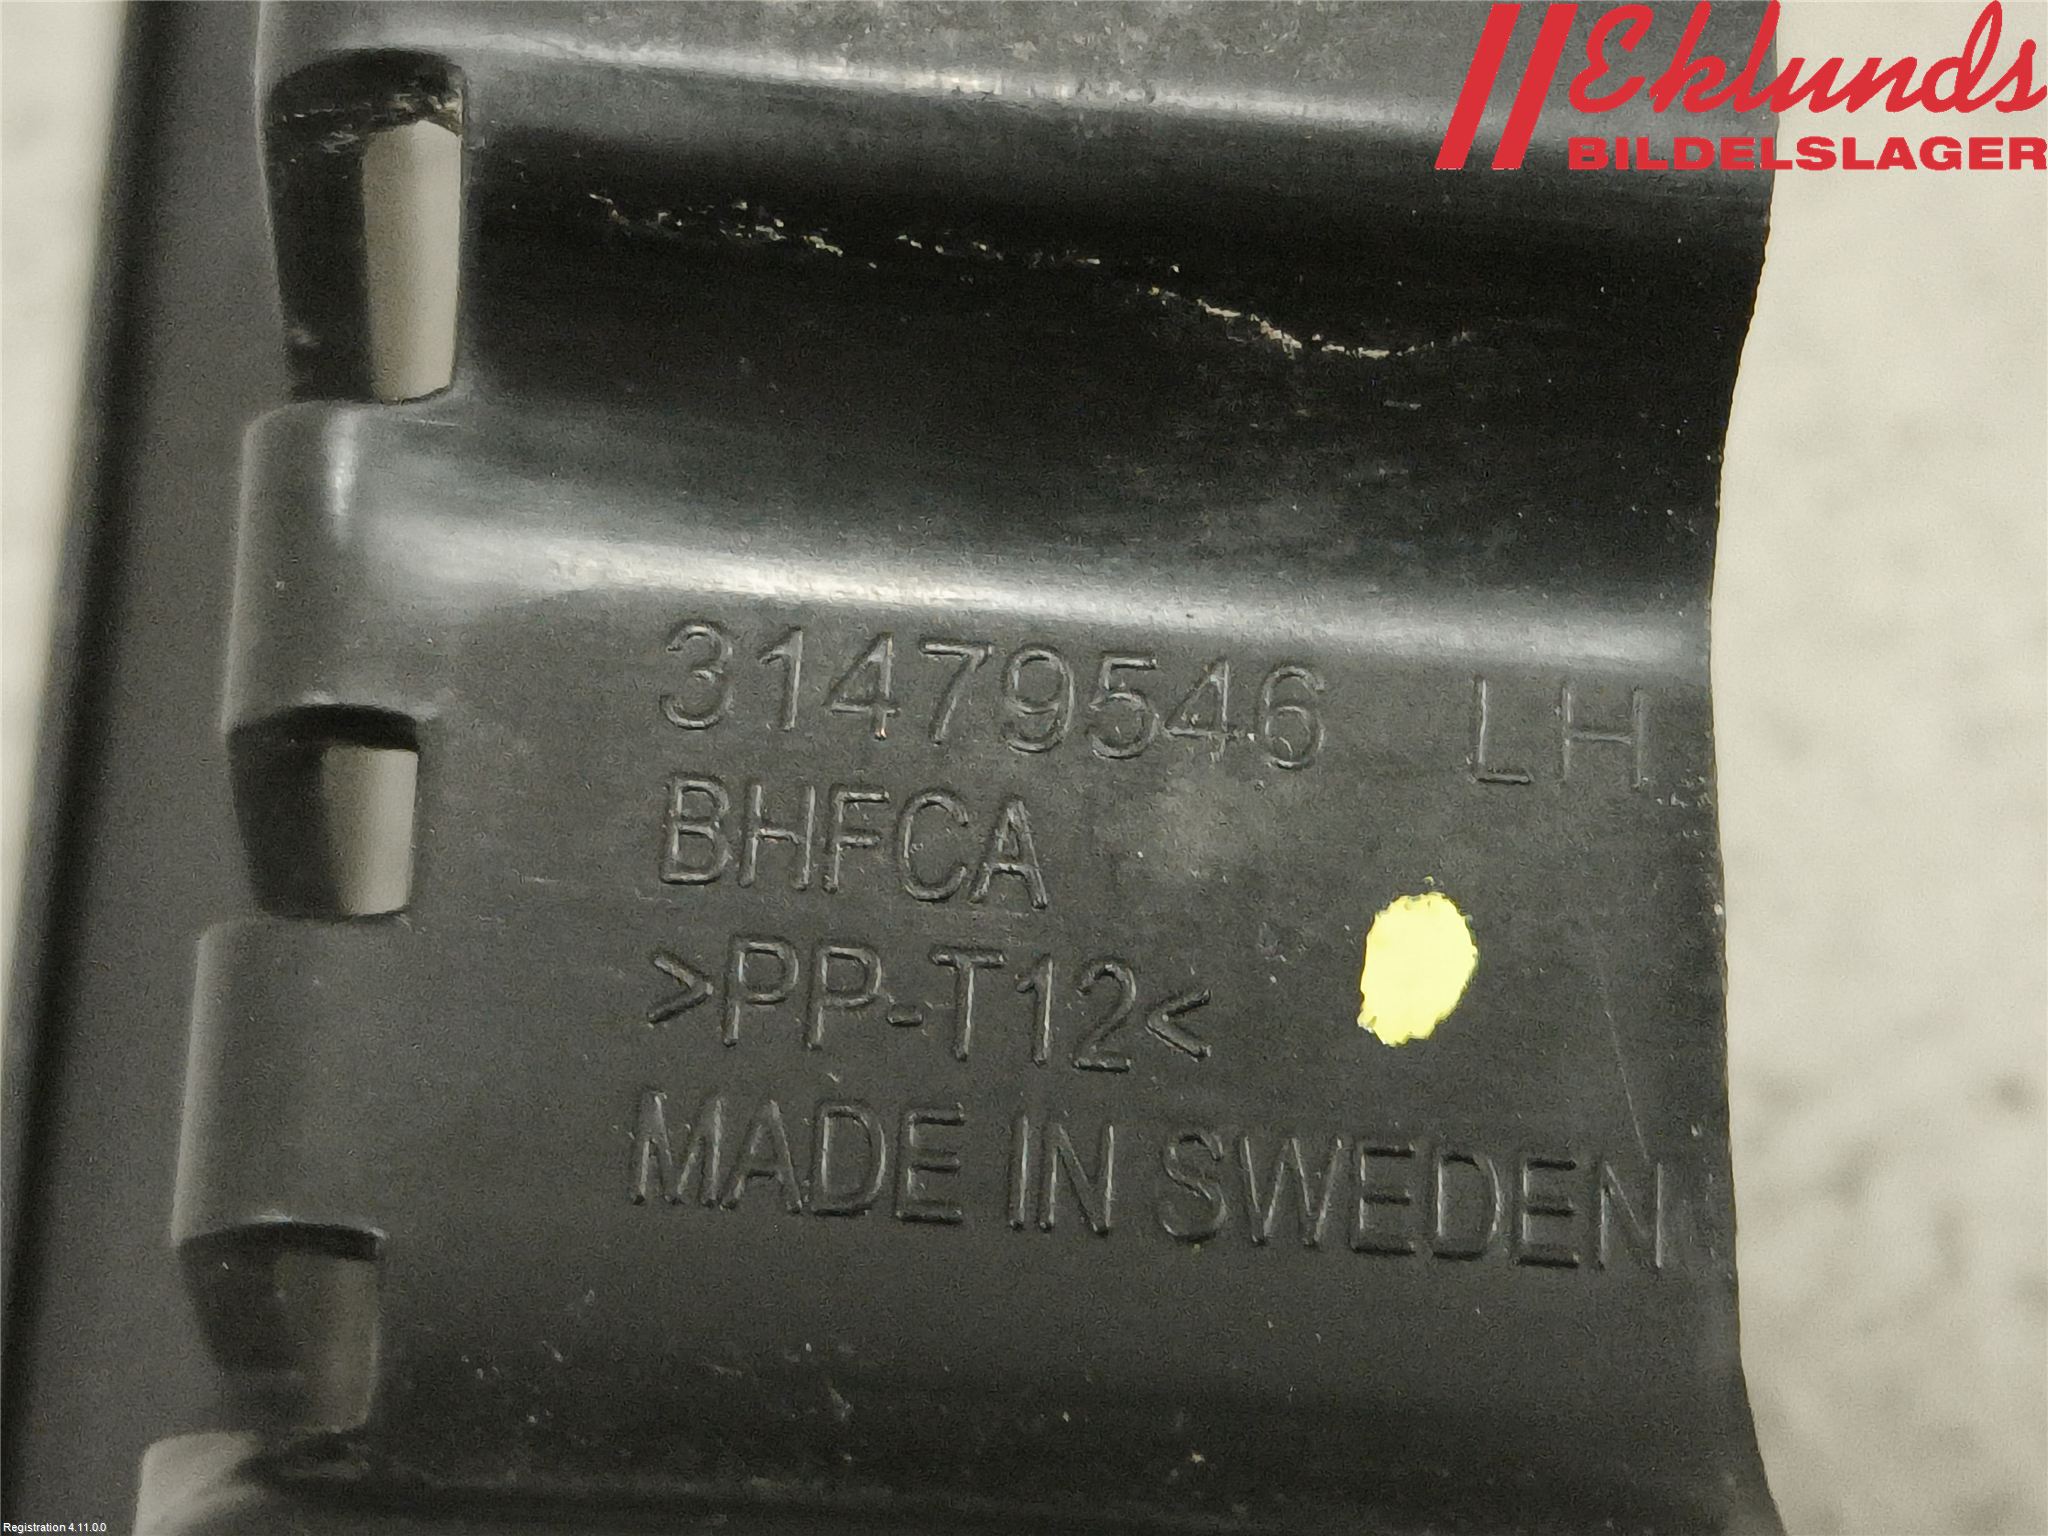 Eklunds
BILDELSLAGER
31479546 LH
BHFCA
>PP-T12<
MADE IN SWEDEN
Registration 4.11.0.0